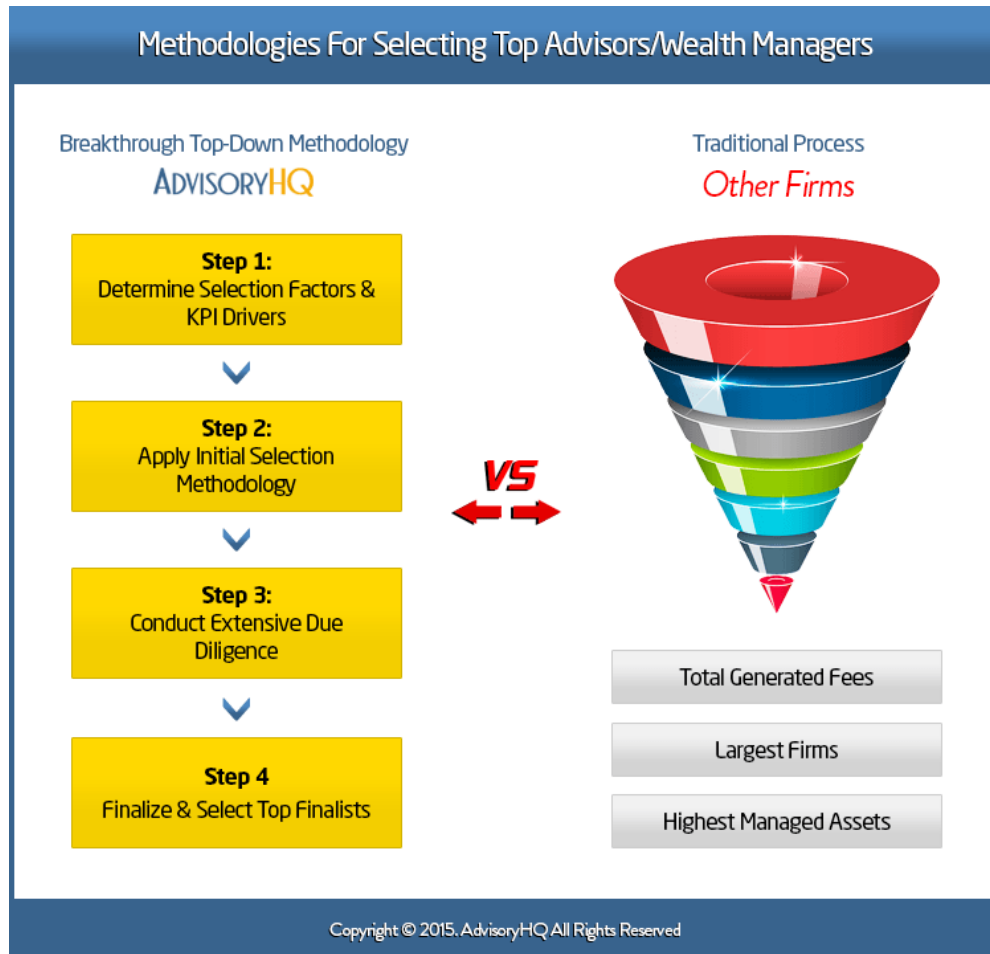 Methodologies For Selecting Top Advisors/Wealth Managers
Breakthrough Top-Down Methodology
ADVISORYHQ
Step 1:
Determine Selection Factors &
KPI Drivers
Step 2:
Apply Initial Selection
Methodology
Step 3:
Conduct Extensive Due
Diligence
Step 4
Finalize & Select Top Finalists
VS
Traditional Process
Other Firms
Total Generated Fees
Largest Firms
Highest Managed Assets
Copyright © 2015. AdvisoryHQ All Rights Reserved